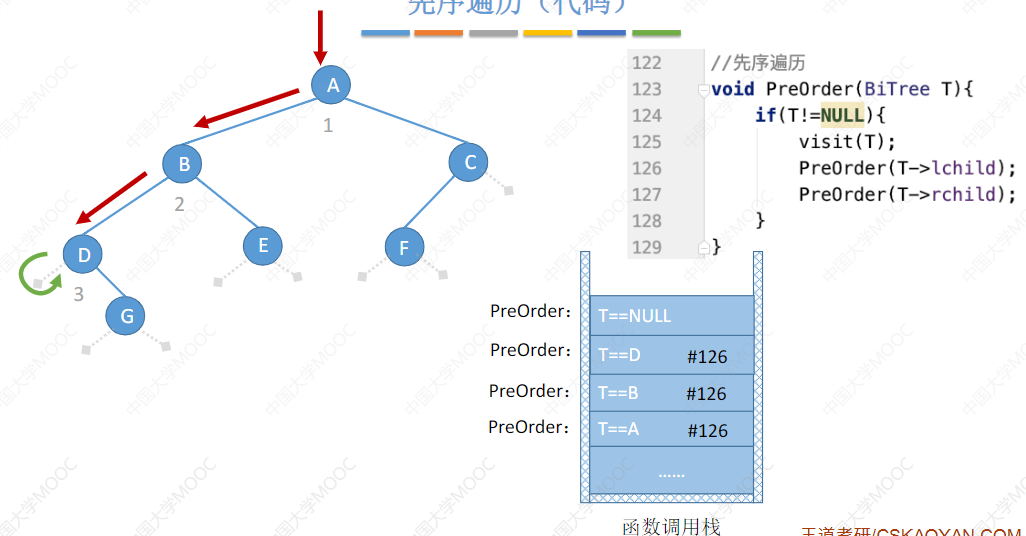 先序遍历（代码）
A
1
B
C
2
D
E
F
3
G
122 //先序遍历
123 void PreOrder(BiTree T){
124 if(T!=NULL){
125 visit(T);
126 PreOrder(T->lchild);
127 PreOrder(T->rchild);
128 }
129 }
PreOrder： T==NULL
PreOrder： T==D #126
PreOrder： T==B #126
PreOrder： T==A #126
……
函数调用栈
王道考研/CSKAOYAN.COM
中国大学MOOC